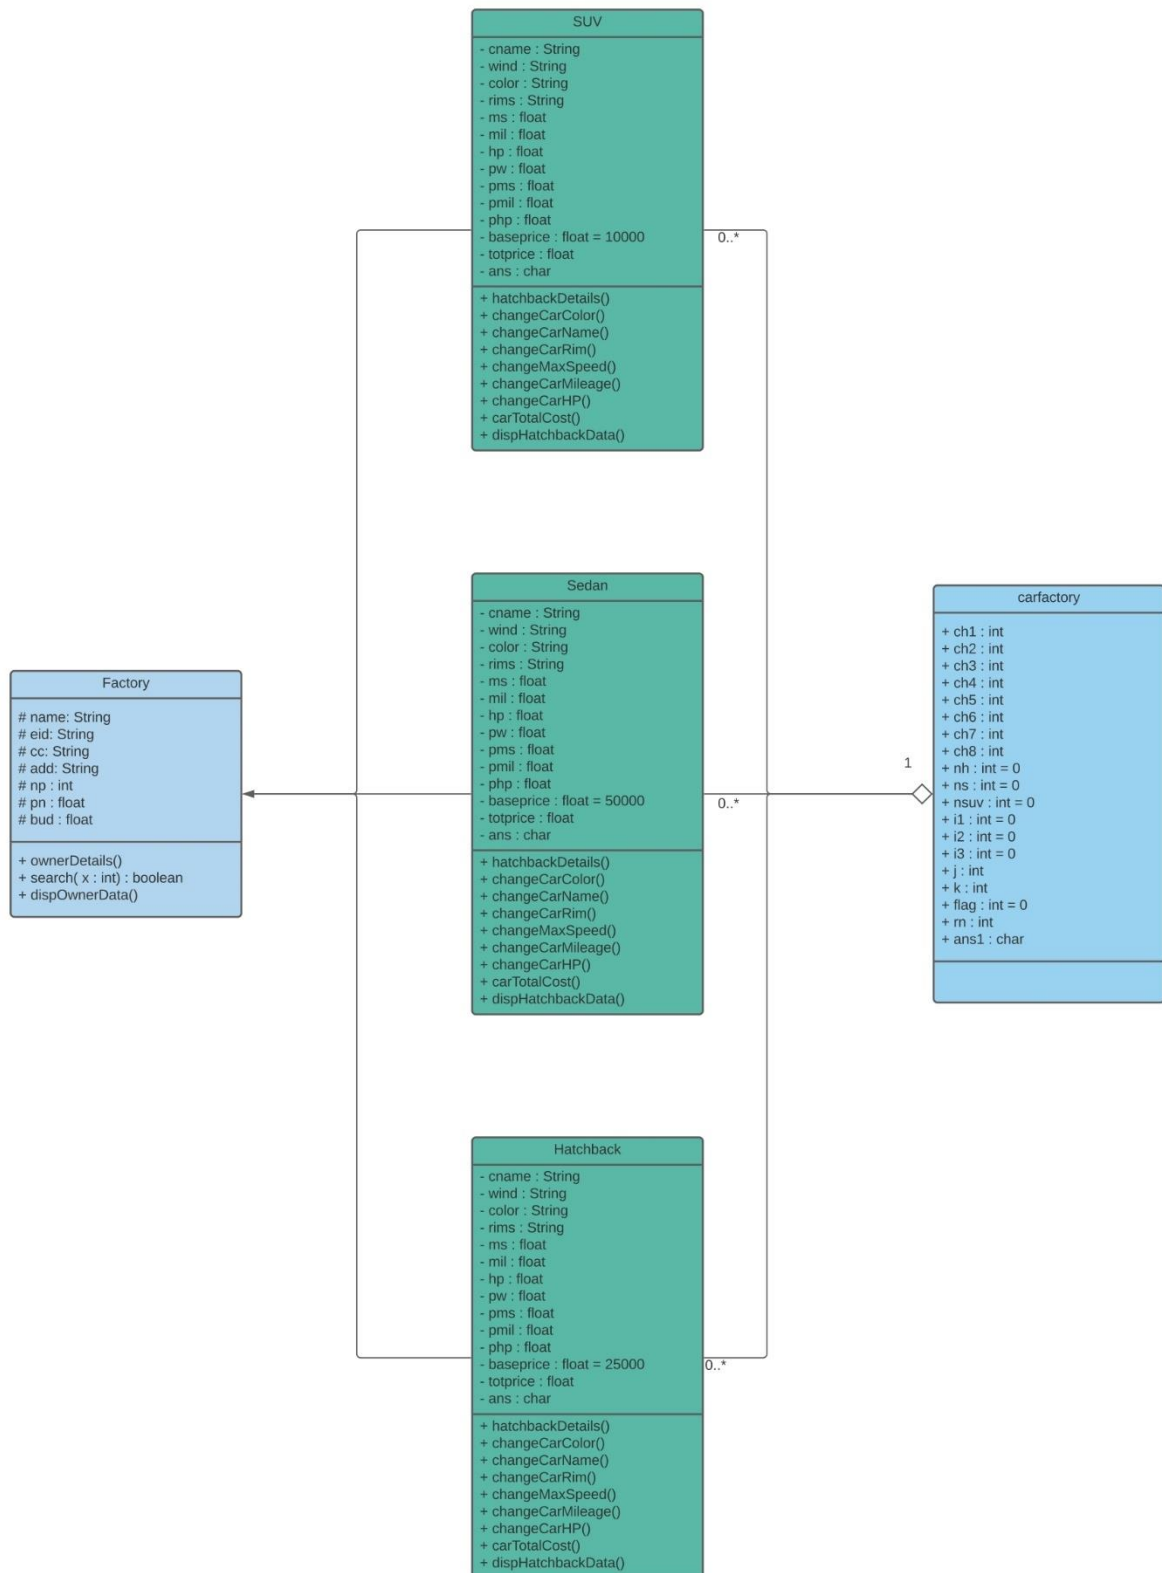 SUV
- cname : String
- wind : String
- color : String
- rims : String
- ms : float
- mil : float
- hp : float
- pw : float
- pms : float
- pmil : float
- php : float
- baseprice : float = 10000
- totprice : float
- ans : char
+ hatchbackDetails()
+ changeCarColor()
+ changeCarName()
+ changeCarRim()
+ changeMaxSpeed()
+ changeCarMileage()
+ changeCarHP()
+ carTotalCost()
+ dispHatchbackData()
0..*
Factory
# name: String
# eid: String
# cc: String
# add: String
# np : int
# pn : float
# bud : float
+ ownerDetails()
+ search( x : int) : boolean
+ dispOwnerData()
Sedan
- cname : String
- wind : String
- color : String
- rims : String
- ms : float
- mil : float
- hp : float
- pw : float
- pms : float
- pmil : float
- php : float
- baseprice : float = 50000
- totprice : float
- ans : char
+ hatchbackDetails()
+ changeCarColor()
+ changeCarName()
+ changeCarRim()
+ changeMaxSpeed()
+ changeCarMileage()
+ changeCarHP()
+ carTotalCost()
+ dispHatchbackData()
0..*
1
carfactory
+ ch1 : int
+ ch2 : int
+ ch3 : int
+ ch4 : int
+ ch5 : int
+ ch6 : int
+ ch7 : int
+ ch8 : int
+ nh : int = 0
+ ns : int = 0
+ nsuv : int = 0
+ i1 : int = 0
+ i2 : int = 0
+ i3 : int = 0
+ j : int
+ k : int
+ flag : int = 0
+ rn : int
+ ans1 : char
Hatchback
- cname : String
- wind : String
- color : String
- rims : String
- ms : float
- mil : float
- hp : float
- pw : float
- pms : float
- pmil : float
- php : float
- baseprice : float = 25000
- totprice : float
- ans : char
+ hatchbackDetails()
+ changeCarColor()
+ changeCarName()
+ changeCarRim()
+ changeMaxSpeed()
+ changeCarMileage()
+ changeCarHP()
+ carTotalCost()
+ dispHatchbackData()
0..*